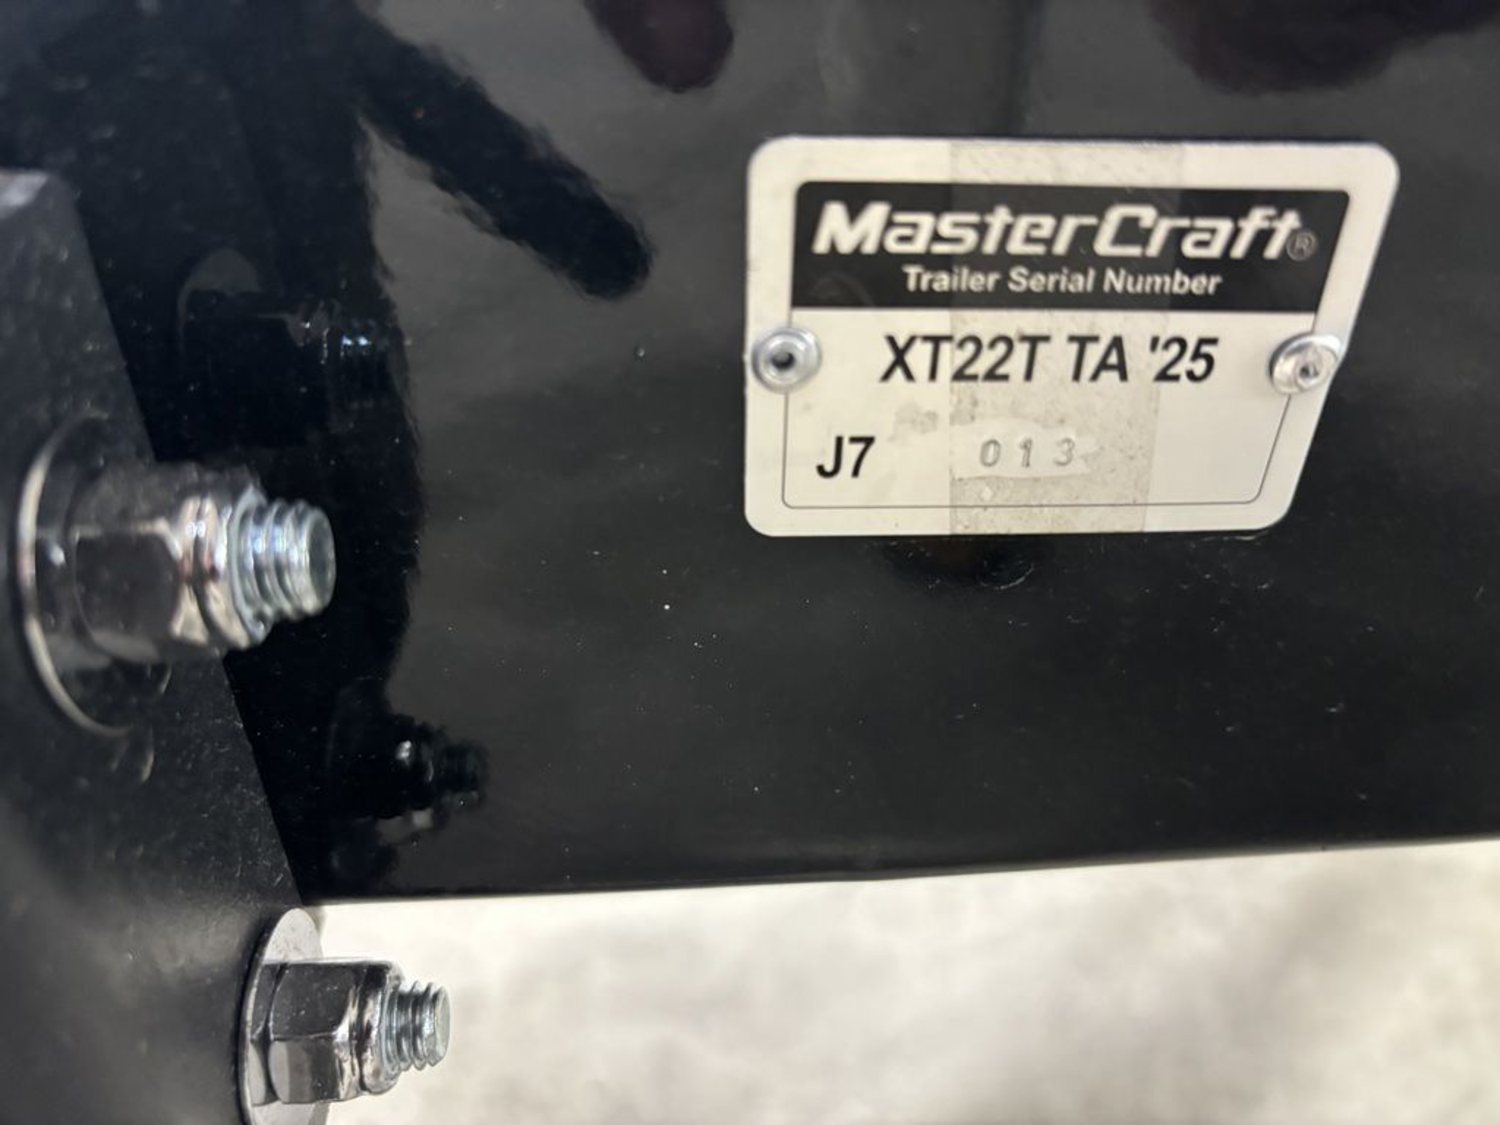 MasterCraft®
Trailer Serial Number
XT22T TA '25
J7 013